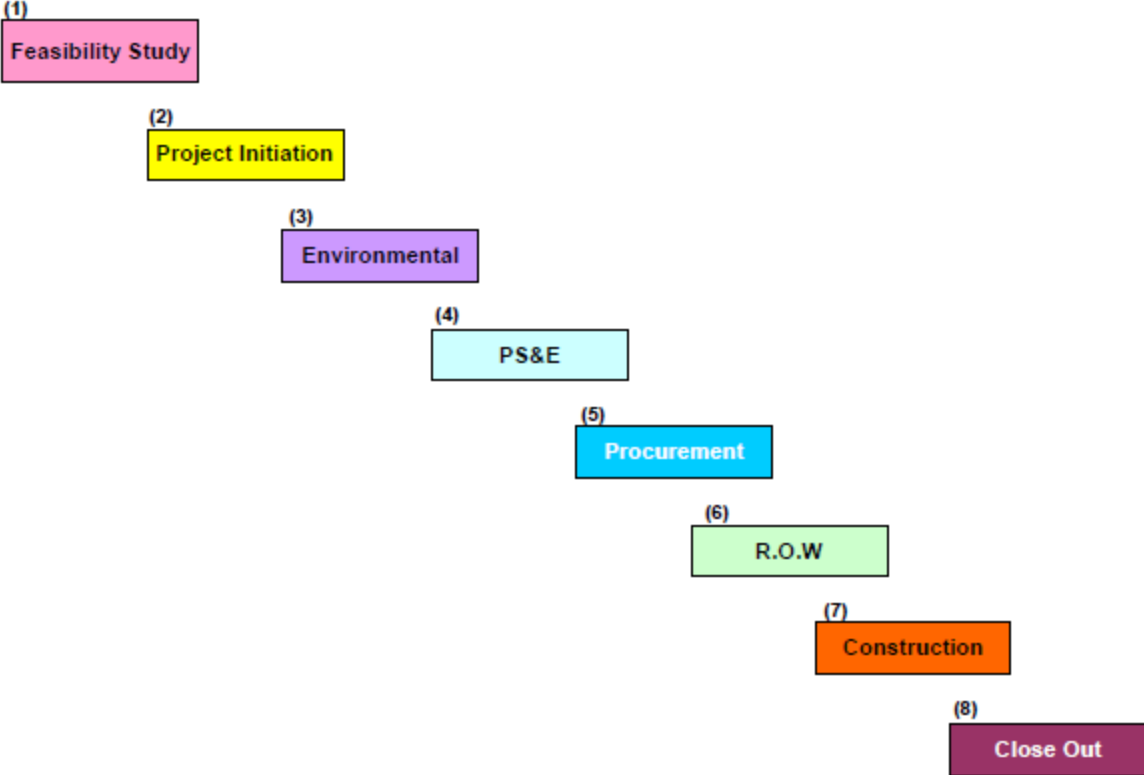 (1)
Feasibility Study
(2)
Project Initiation
(3)
Environmental
(4)
PS&E
(5)
Procurement
(6)
R.O.W
(7)
Construction
(8)
Close Out